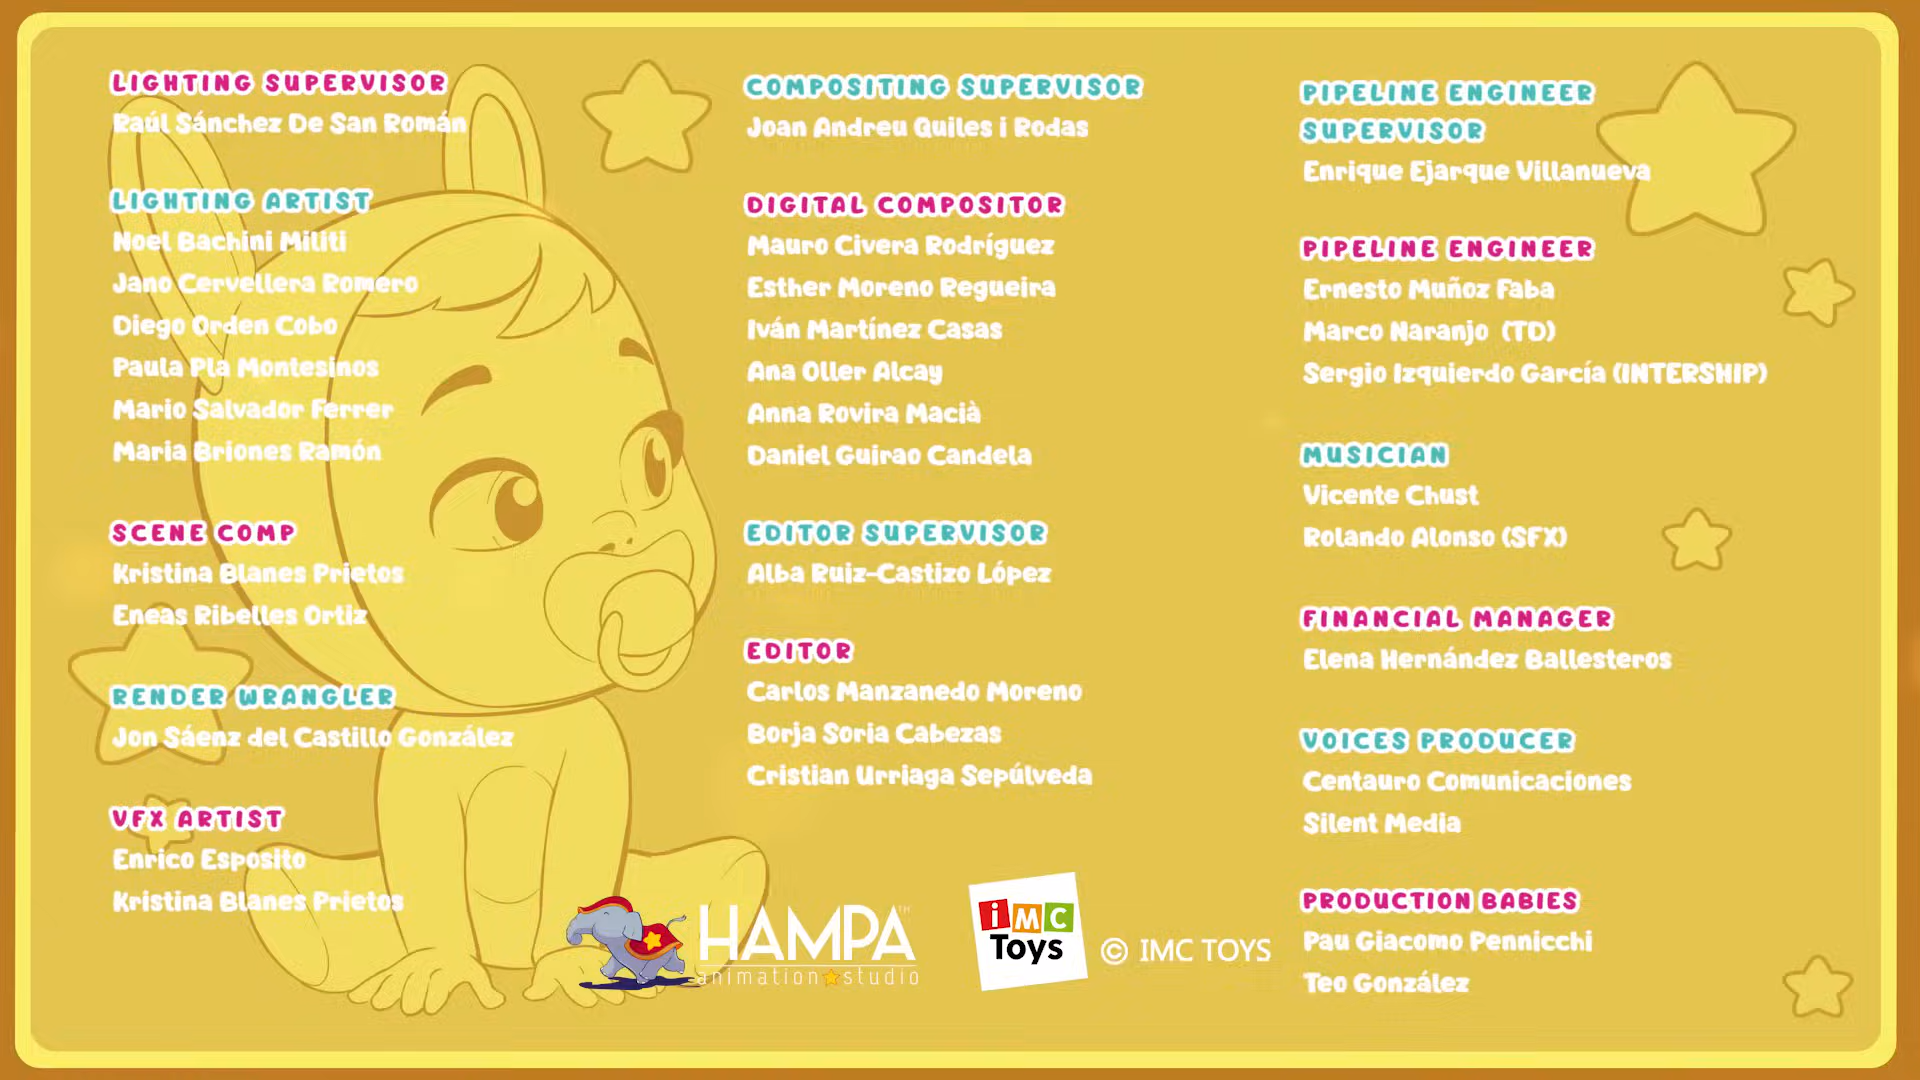 LIGHTING SUPERVISOR
Raúl Sánchez De San Román
LIGHTING ARTIST
Noel Bachini Militi
Jano Cervellera Romero
Diego Orden Cobo
Paula Pla Montesinos
Mario Salvador Ferrer
Maria Briones Ramón
SCENE COMP
Kristina Blanes Prietos
Eneas Ribelles Ortiz
RENDER WRANGLER
Jon Sáenz del Castillo González
VFX ARTIST
Enrico Esposito
Kristina Blanes Prietos
COMPOSITING SUPERVISOR
Joan Andreu Quiles i Rodas
DIGITAL COMPOSITOR
Mauro Civera Rodríguez
Esther Moreno Regueira
Iván Martínez Casas
Ana Oller Alcay
Anna Rovira Macià
Daniel Guirao Candela
EDITOR SUPERVISOR
Alba Ruiz-Castizo López
EDITOR
Carlos Manzanedo Moreno
Borja Soria Cabezas
Cristian Urriaga Sepúlveda
HAMPA™
animation studio
iMC
Toys
© IMC TOYS
PIPELINE ENGINEER
SUPERVISOR
Enrique Ejarque Villanueva
PIPELINE ENGINEER
Ernesto Muñoz Faba
Marco Naranjo (TD)
Sergio Izquierdo García (INTERSHIP)
MUSICIAN
Vicente Chust
Rolando Alonso (SFX)
FINANCIAL MANAGER
Elena Hernández Ballesteros
VOICES PRODUCER
Centauro Comunicaciones
Silent Media
PRODUCTION BABIES
Pau Giacomo Pennicchi
Teo González